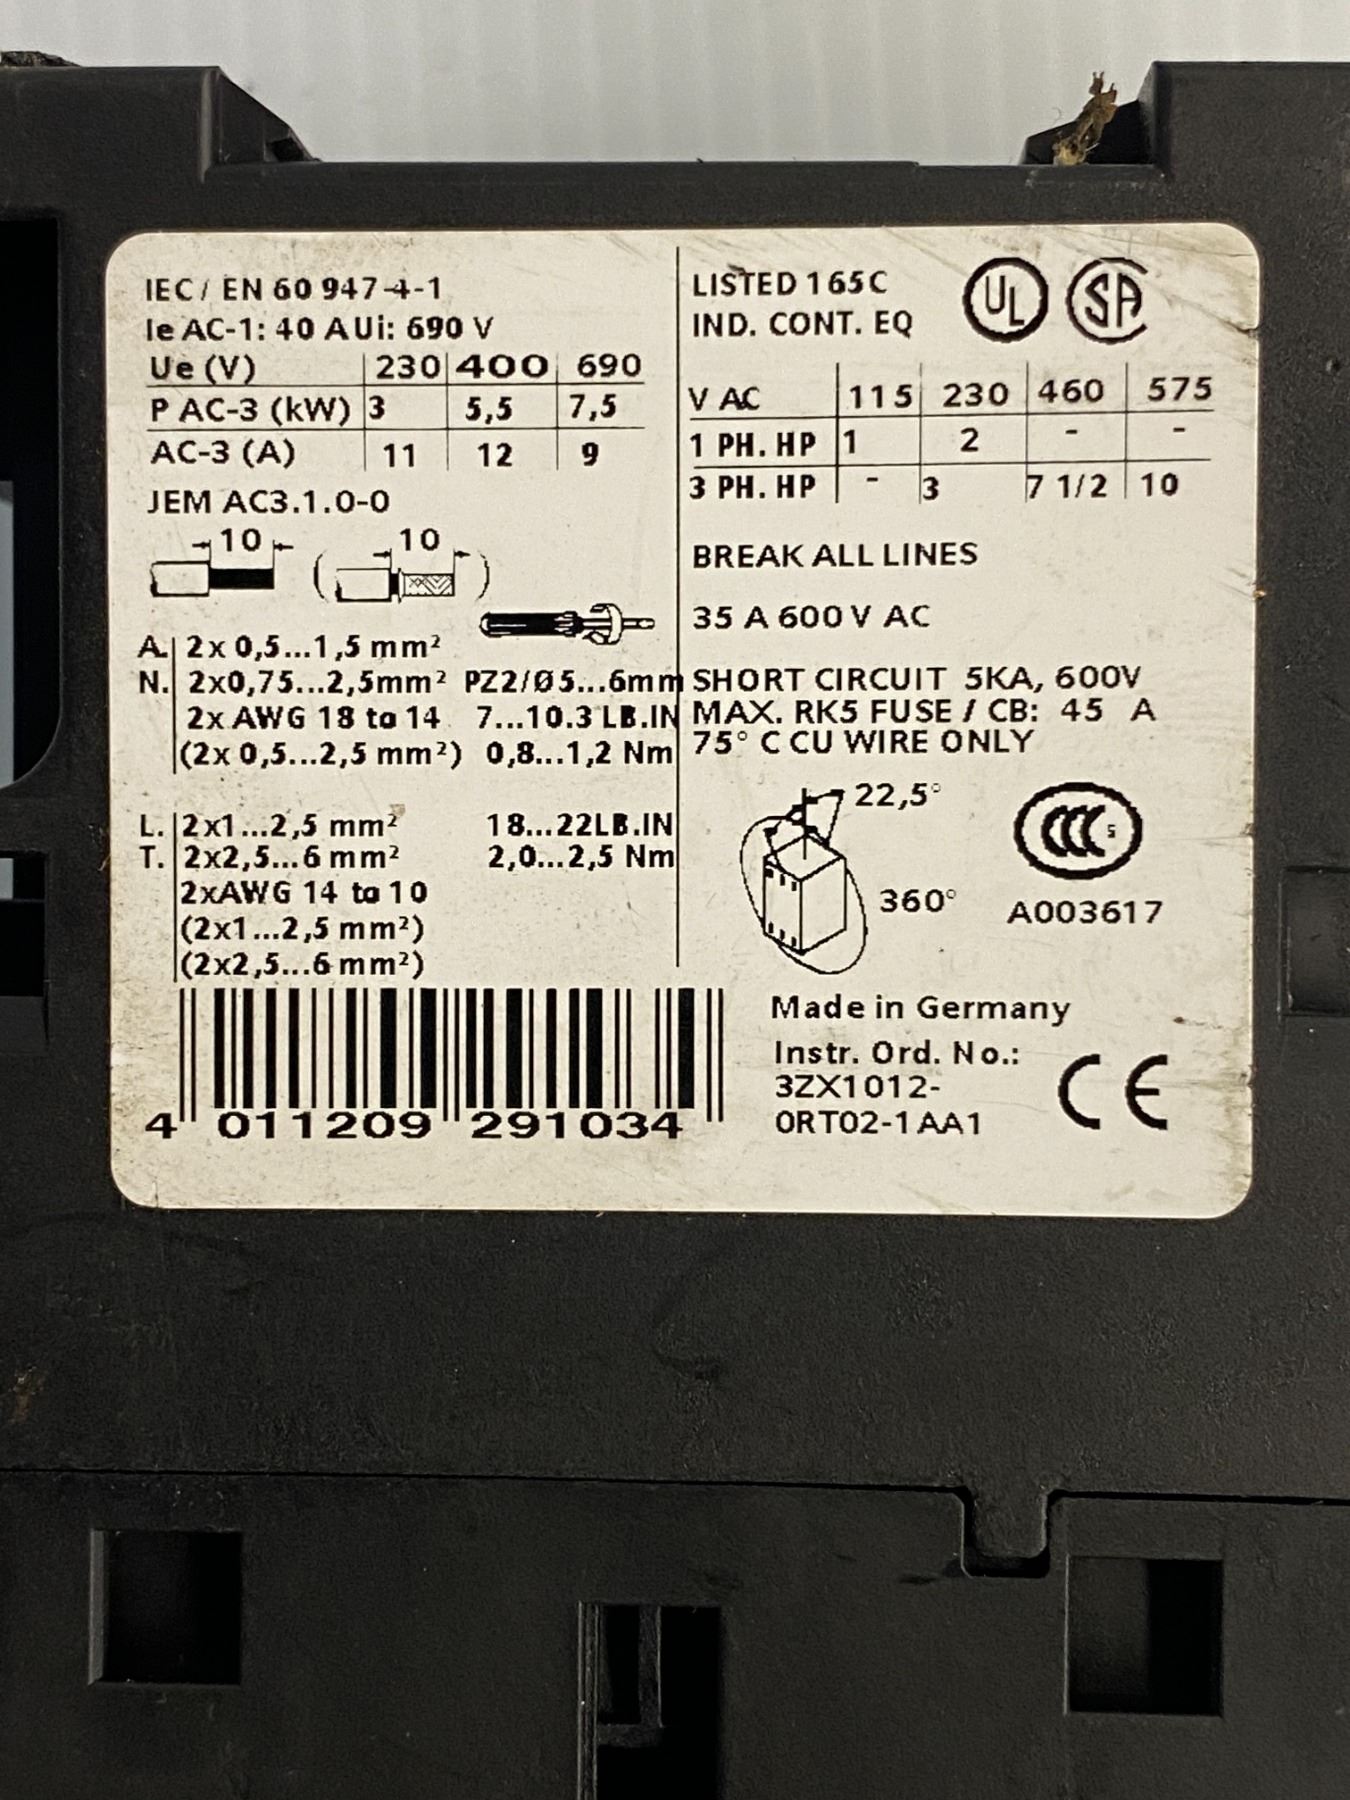 IEC / EN 60 947-4-1
Ie AC-1: 40 A Ui: 690 V
Ue (V) 230 400 690
P AC-3 (kW) 3 5,5 7,5
AC-3 (A) 11 12 9
JEM AC3.1.0-0
10 ( 10 )
A. 2x 0,5...1,5 mm²
N. 2x0,75...2,5mm² PZ2/Ø 5...6mm
2x AWG 18 to 14 7...10.3 LB.IN
(2x 0,5...2,5 mm²) 0,8...1,2 Nm
L. 2x1...2,5 mm² 18...22LB.IN
T. 2x2,5...6 mm² 2,0...2,5 Nm
2xAWG 14 to 10
(2x1...2,5 mm²)
(2x2,5...6 mm²)
4 011209 291034
LISTED 165C UL SA
IND. CONT. EQ
V AC 115 230 460 575
1 PH. HP 1 2 - -
3 PH. HP - 3 7 1/2 10
BREAK ALL LINES
35 A 600 V AC
SHORT CIRCUIT 5KA, 600V
MAX. RK5 FUSE / CB: 45 A
75° C CU WIRE ONLY
22,5°
360°
CCC S
A003617
Made in Germany
Instr. Ord. No.:
3ZX1012-
0RT02-1AA1
CE